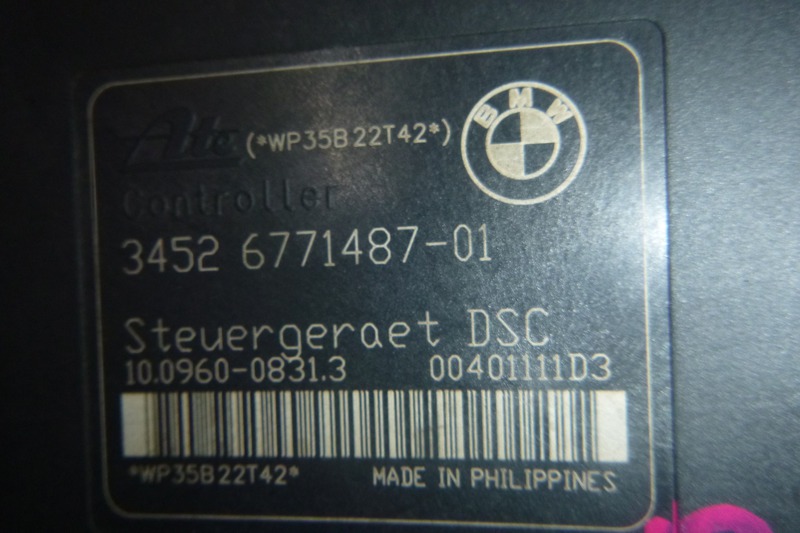 Ate (*WP35B22T42*)
BMW
Controller
3452 6771487-01
Steuergeraet DSC
10.0960-0831.3 00401111D3
*WP35B22T42* MADE IN PHILIPPINES